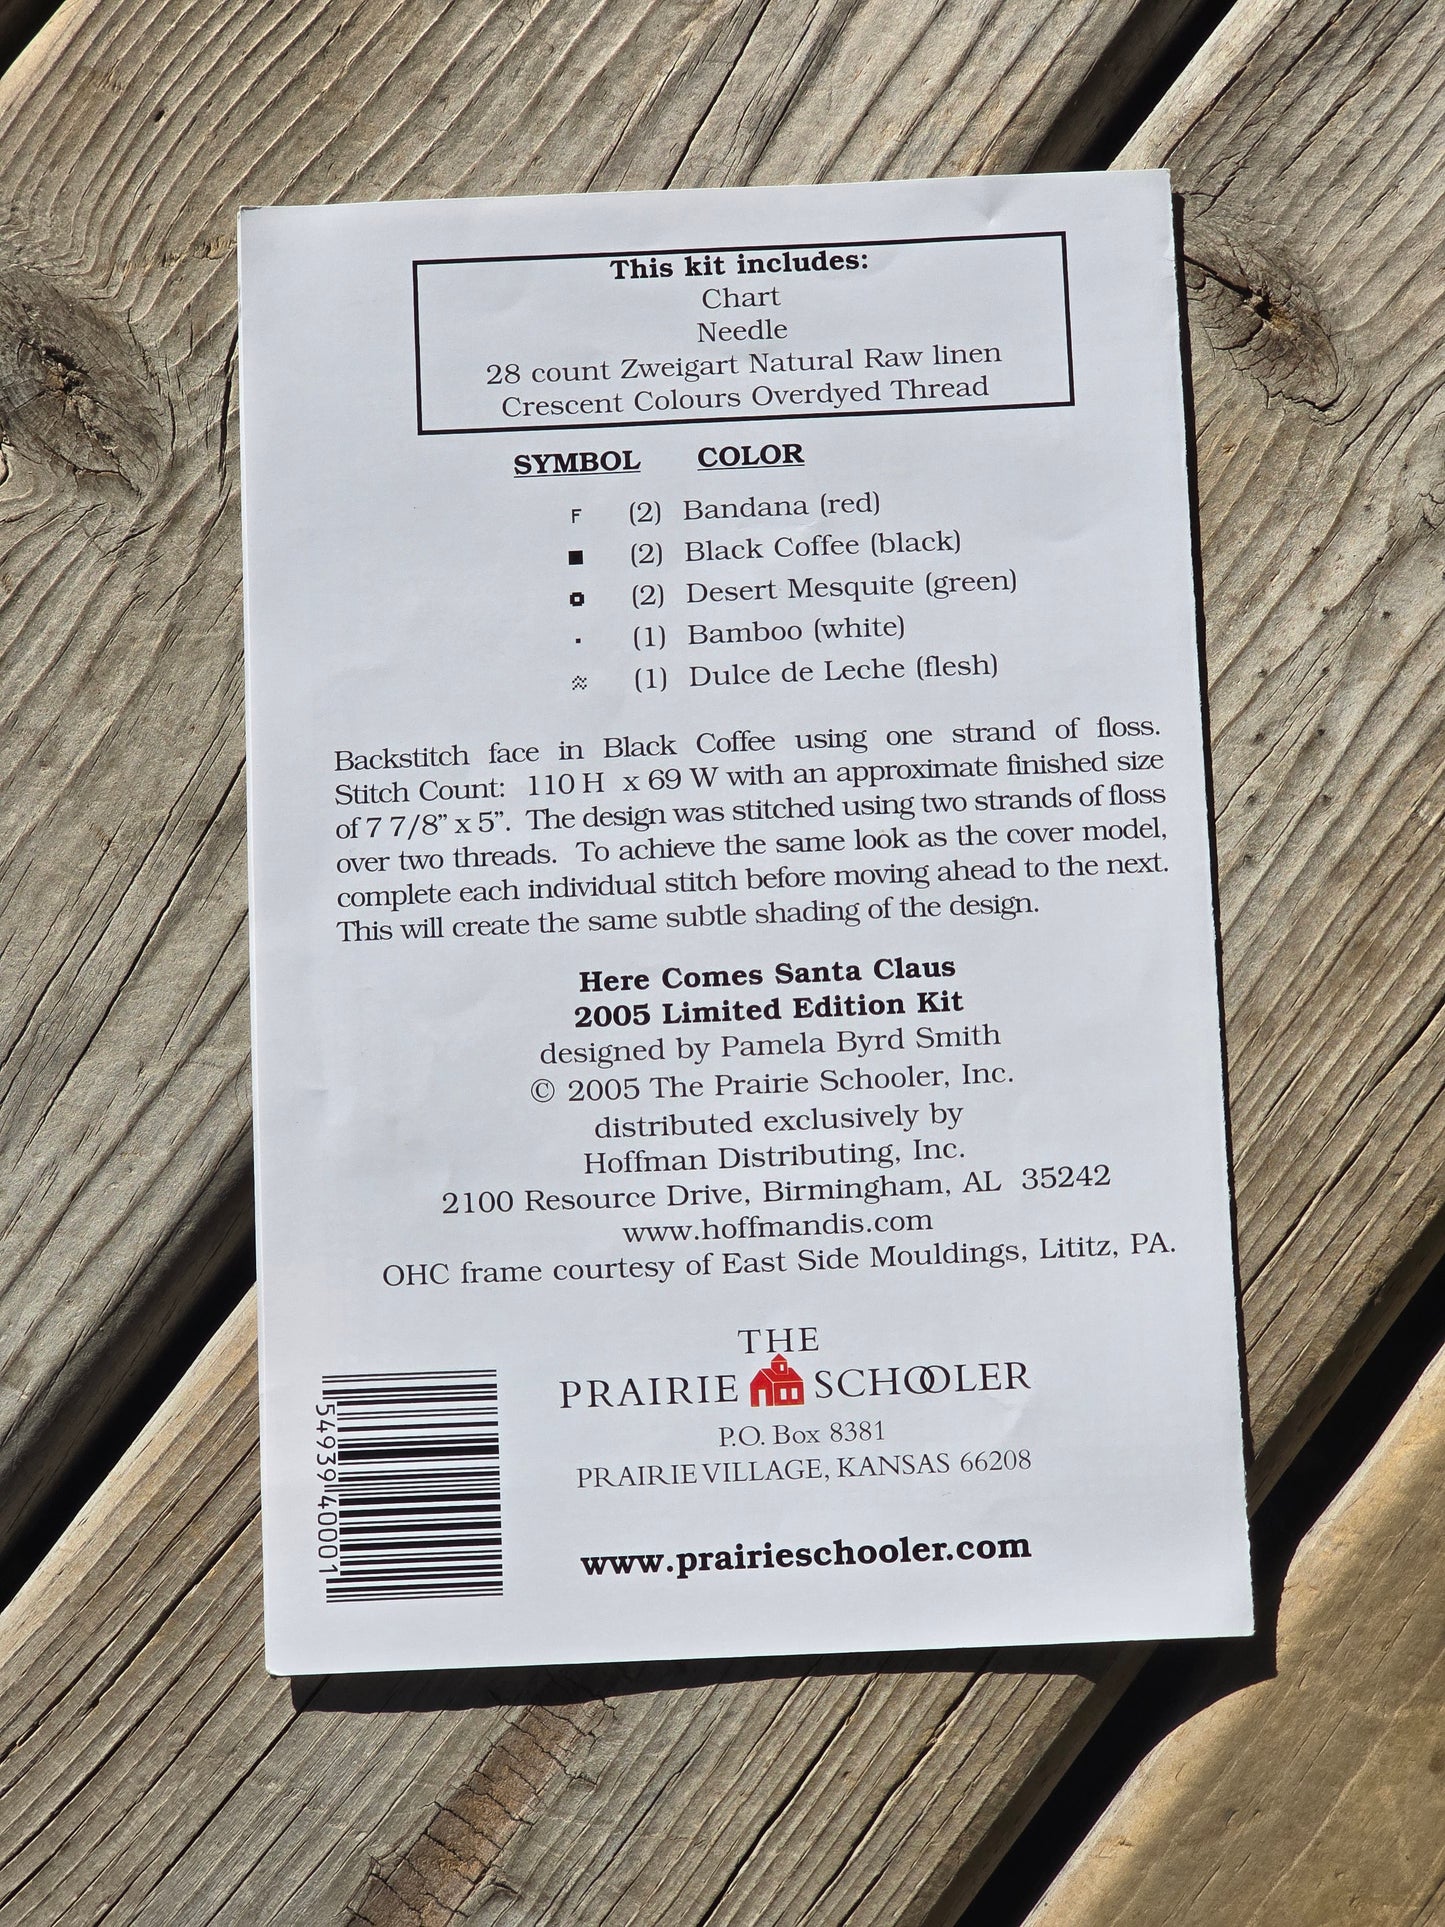 This kit includes:
Chart
Needle
28 count Zweigart Natural Raw linen
Crescent Colours Overdyed Thread
SYMBOL COLOR
F (2) Bandana (red)
■ (2) Black Coffee (black)
(2) Desert Mesquite (green)
· (1) Bamboo (white)
(1) Dulce de Leche (flesh)
Backstitch face in Black Coffee using one strand of floss.
Stitch Count: 110 H x 69 W with an approximate finished size
of 7 7/8" x 5". The design was stitched using two strands of floss
over two threads. To achieve the same look as the cover model,
complete each individual stitch before moving ahead to the next.
This will create the same subtle shading of the design.
Here Comes Santa Claus
2005 Limited Edition Kit
designed by Pamela Byrd Smith
© 2005 The Prairie Schooler, Inc.
distributed exclusively by
Hoffman Distributing, Inc.
2100 Resource Drive, Birmingham, AL 35242
www.hoffmandis.com
OHC frame courtesy of East Side Mouldings, Lititz, PA.
THE
PRAIRIE SCHOOLER
P.O. Box 8381
PRAIRIE VILLAGE, KANSAS 66208
www.prairieschooler.com
54939 40001